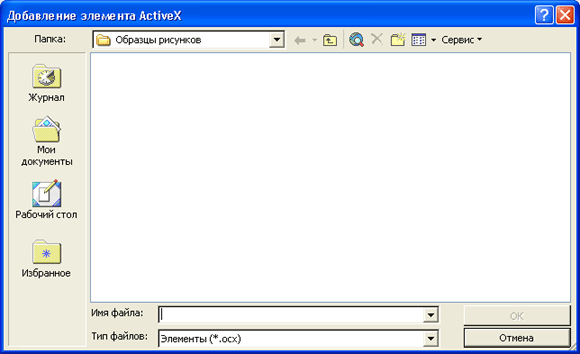 Добавление элемента ActiveX
Папка:
Образцы рисунков
Сервис
Журнал
Мои
документы
Рабочий стол
Избранное
Имя файла:
OK
Тип файлов:
Элементы (*.ocx)
Отмена